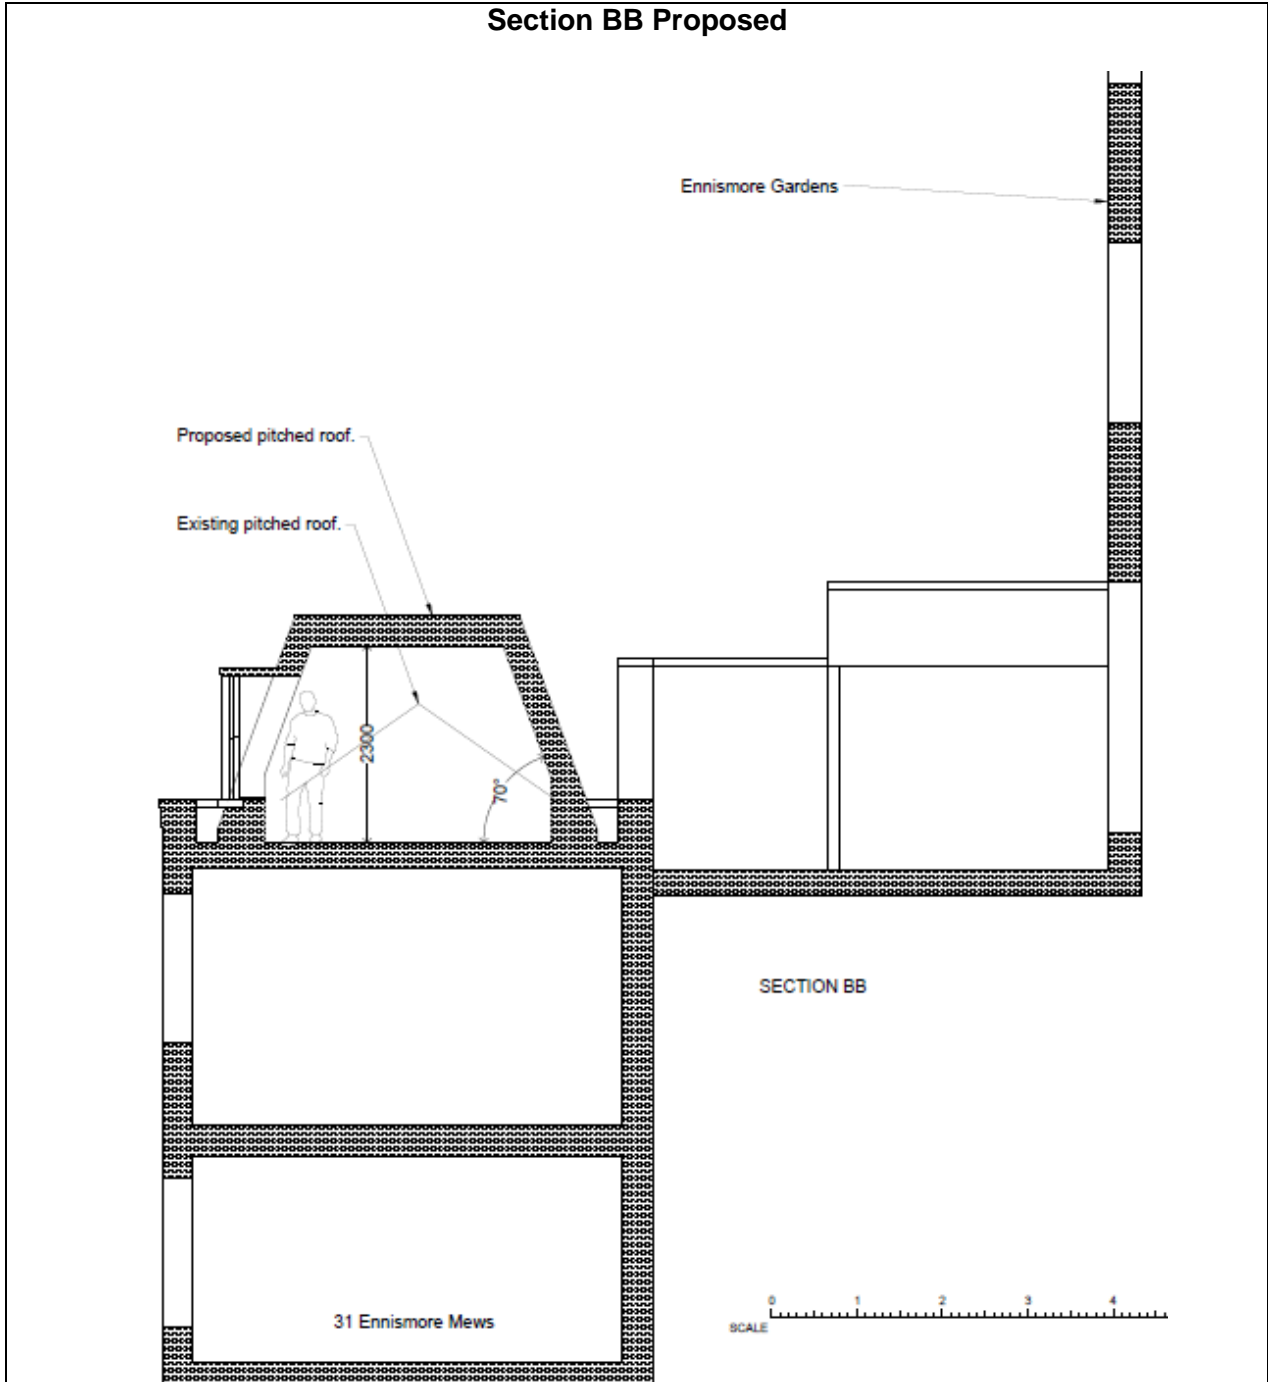 Section BB Proposed
Ennismore Gardens
Proposed pitched roof.
Existing pitched roof.
2300
70°
SECTION BB
31 Ennismore Mews
0 1 2 3 4
SCALE